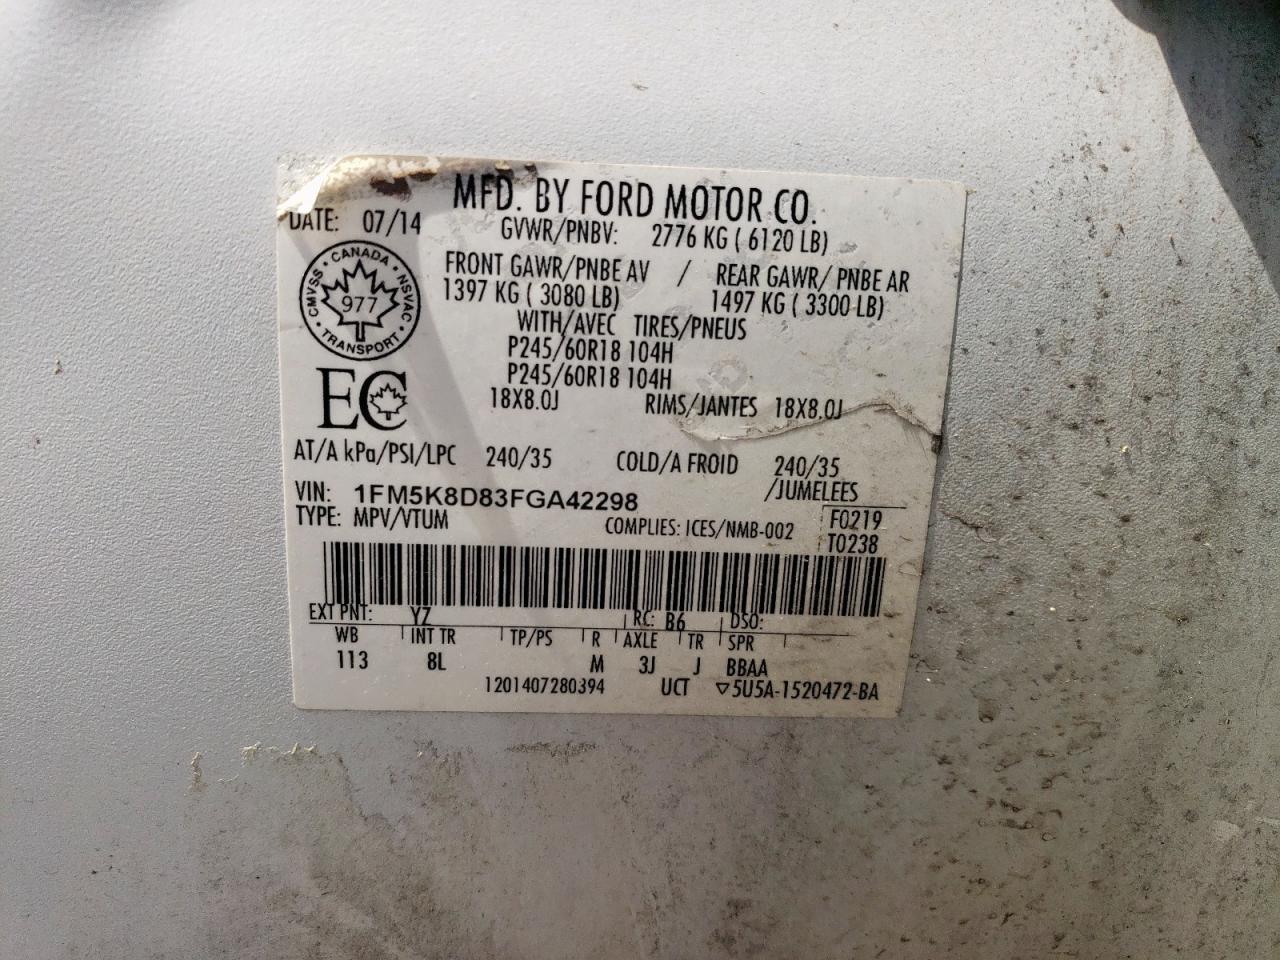 MFD. BY FORD MOTOR CO.
DATE: 07/14 GVWR/PNBV: 2776 KG ( 6120 LB)
FRONT GAWR/PNBE AV / REAR GAWR/ PNBE AR
1397 KG ( 3080 LB) 1497 KG ( 3300 LB)
WITH/AVEC TIRES/PNEUS
P245/60R18 104H
P245/60R18 104H
18X8.0J RIMS/JANTES 18X8.0J
CANADA
CMVSS • NSVAC
977
TRANSPORT
EC
AT/A kPa/PSI/LPC 240/35 COLD/A FROID 240/35
/JUMELEES
VIN: 1FM5K8D83FGA42298
TYPE: MPV/VTUM COMPLIES: ICES/NMB-002
F0219
T0238
EXT PNT: YZ RC: B6 DSO:
WB INT TR TP/PS R AXLE TR SPR
113 8L M 3J J BBAA
1201407280394 UCT ▽5U5A-1520472-BA